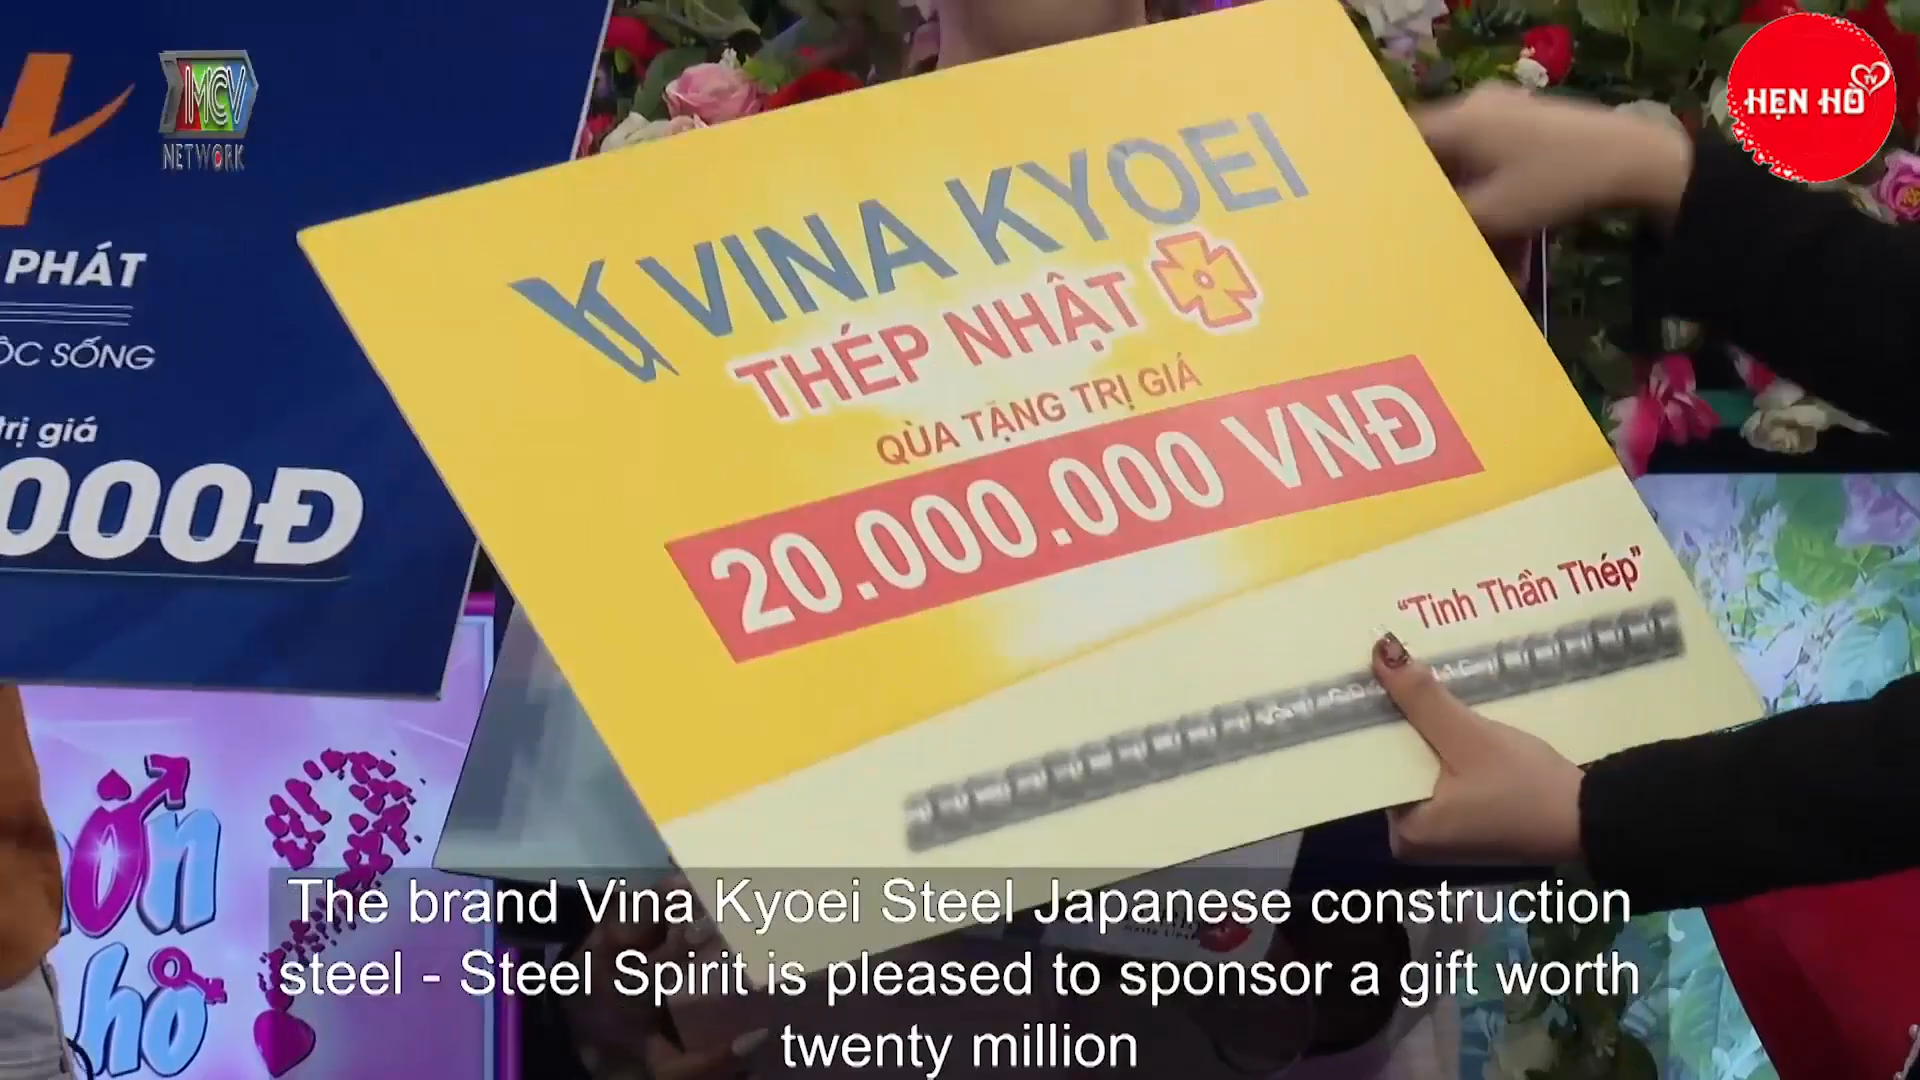 MCV
NETWORK
HẸN HÒ
TV
PHÁT
ỘC SỐNG
trị giá
000Đ
VINA KYOEI
THÉP NHẬT
QÙA TẶNG TRỊ GIÁ
20.000.000 VNĐ
“Tinh Thần Thép”
The brand Vina Kyoei Steel Japanese construction
steel - Steel Spirit is pleased to sponsor a gift worth
twenty million